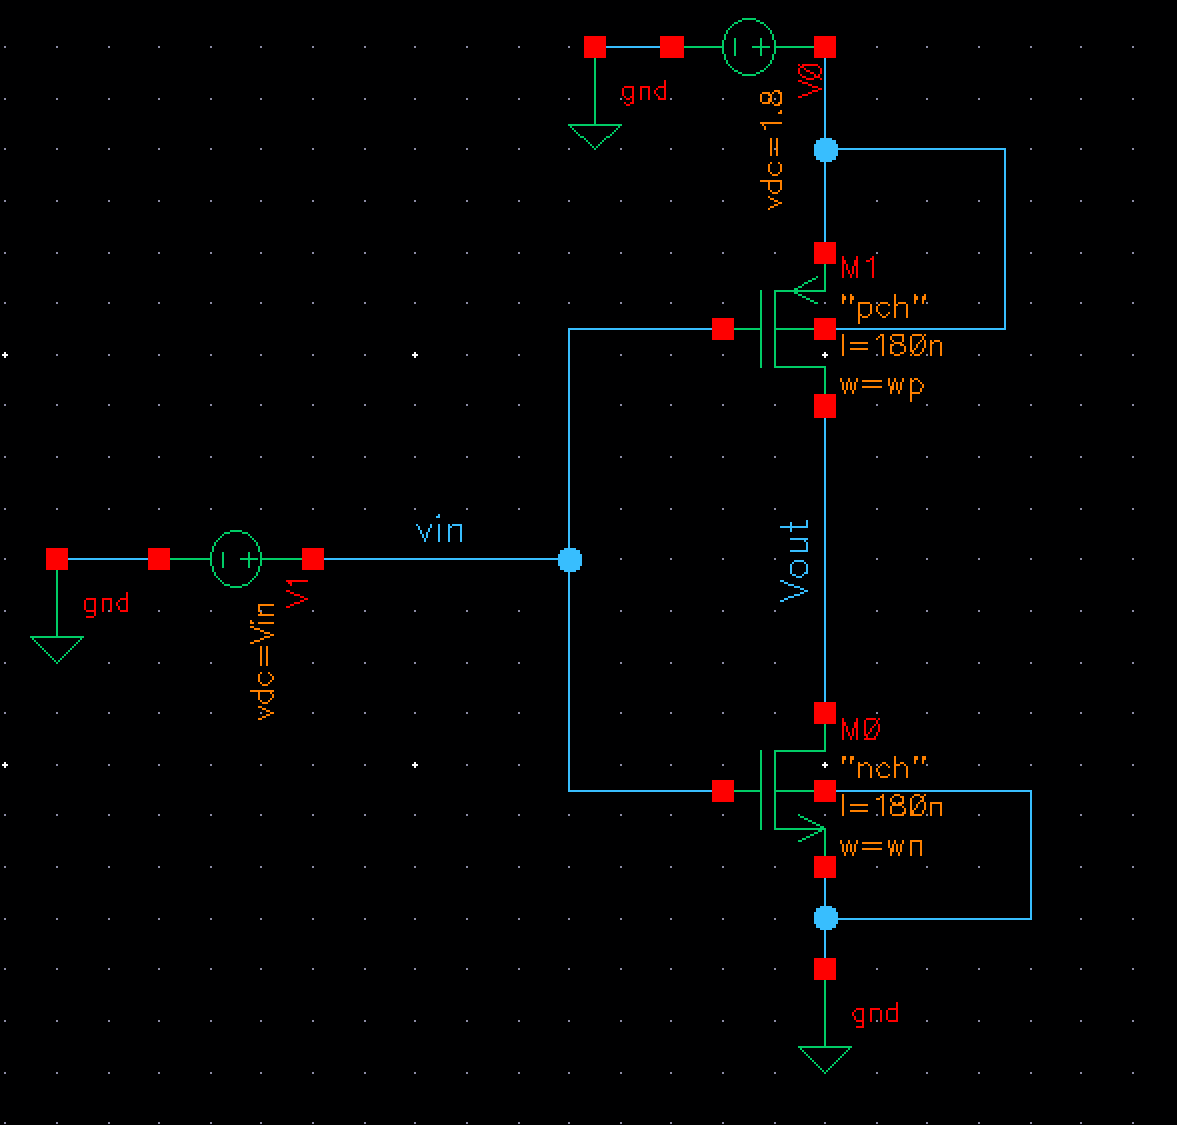 gnd
V0
vdc=1.8
M1
"pch"
l=180n
w=wp
vin
Vout
gnd
V1
vdc=Vin
M0
"nch"
l=180n
w=wn
gnd